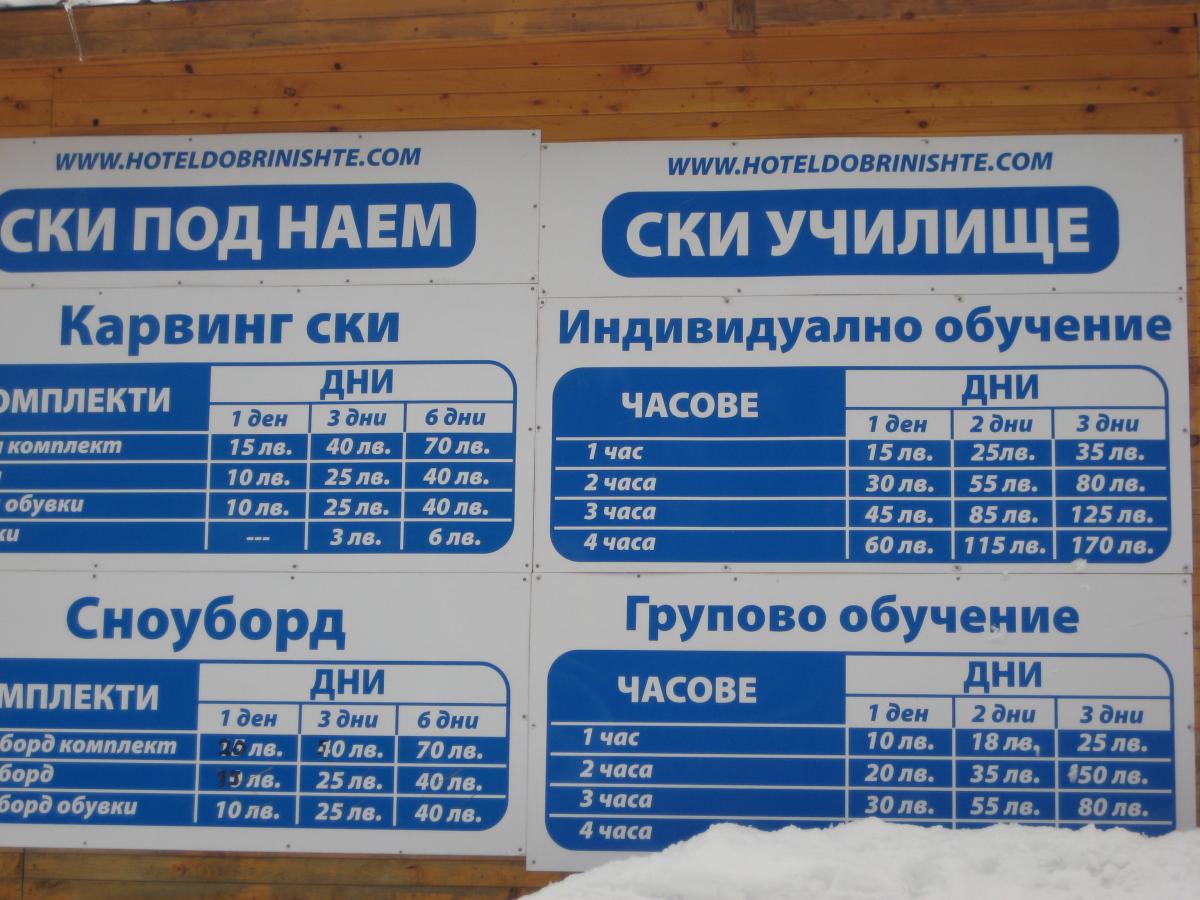 WWW.HOTELDOBRINISHTE.COM
СКИ ПОД НАЕМ
Карвинг ски
ДНИ
1 ден 3 дни 6 дни
комплект 15 лв. 40 лв. 70 лв.
10 лв. 25 лв. 40 лв.
обувки 10 лв. 25 лв. 40 лв.
--- 3 лв. 6 лв.
Сноуборд
ДНИ
1 ден 3 дни 6 дни
борд комплект лв. лв. 70 лв.
борд лв. 25 лв. 40 лв.
борд обувки 10 лв. 25 лв. 40 лв.
WWW.HOTELDOBRINISHTE.COM
СКИ УЧИЛИЩЕ
Индивидуално обучение
ЧАСОВЕ ДНИ
1 ден 2 дни 3 дни
1 час 15 лв. 25лв. 35 лв.
2 часа 30 лв. 55 лв. 80 лв.
3 часа 45 лв. 85 лв. 125 лв.
4 часа 60 лв. 115 лв. 170 лв.
Групово обучение
ЧАСОВЕ ДНИ
1 ден 2 дни 3 дни
1 час 10 лв. 18 лв. 25 лв.
2 часа 20 лв. 35 лв. 50 лв.
3 часа 30 лв. 55 лв. 80 лв.
4 часа